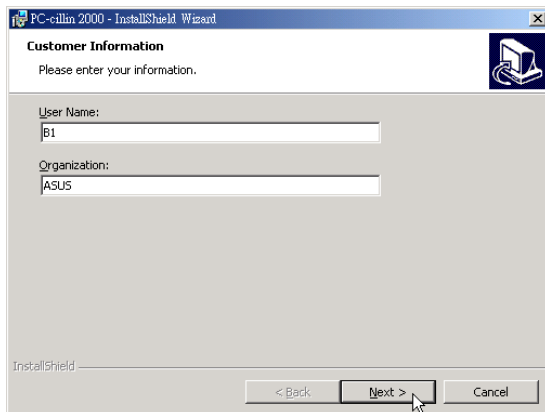 PC-cillin 2000 - InstallShield Wizard
Customer Information
Please enter your information.
User Name:
B1
Organization:
ASUS
InstallShield
< Back
Next >
Cancel